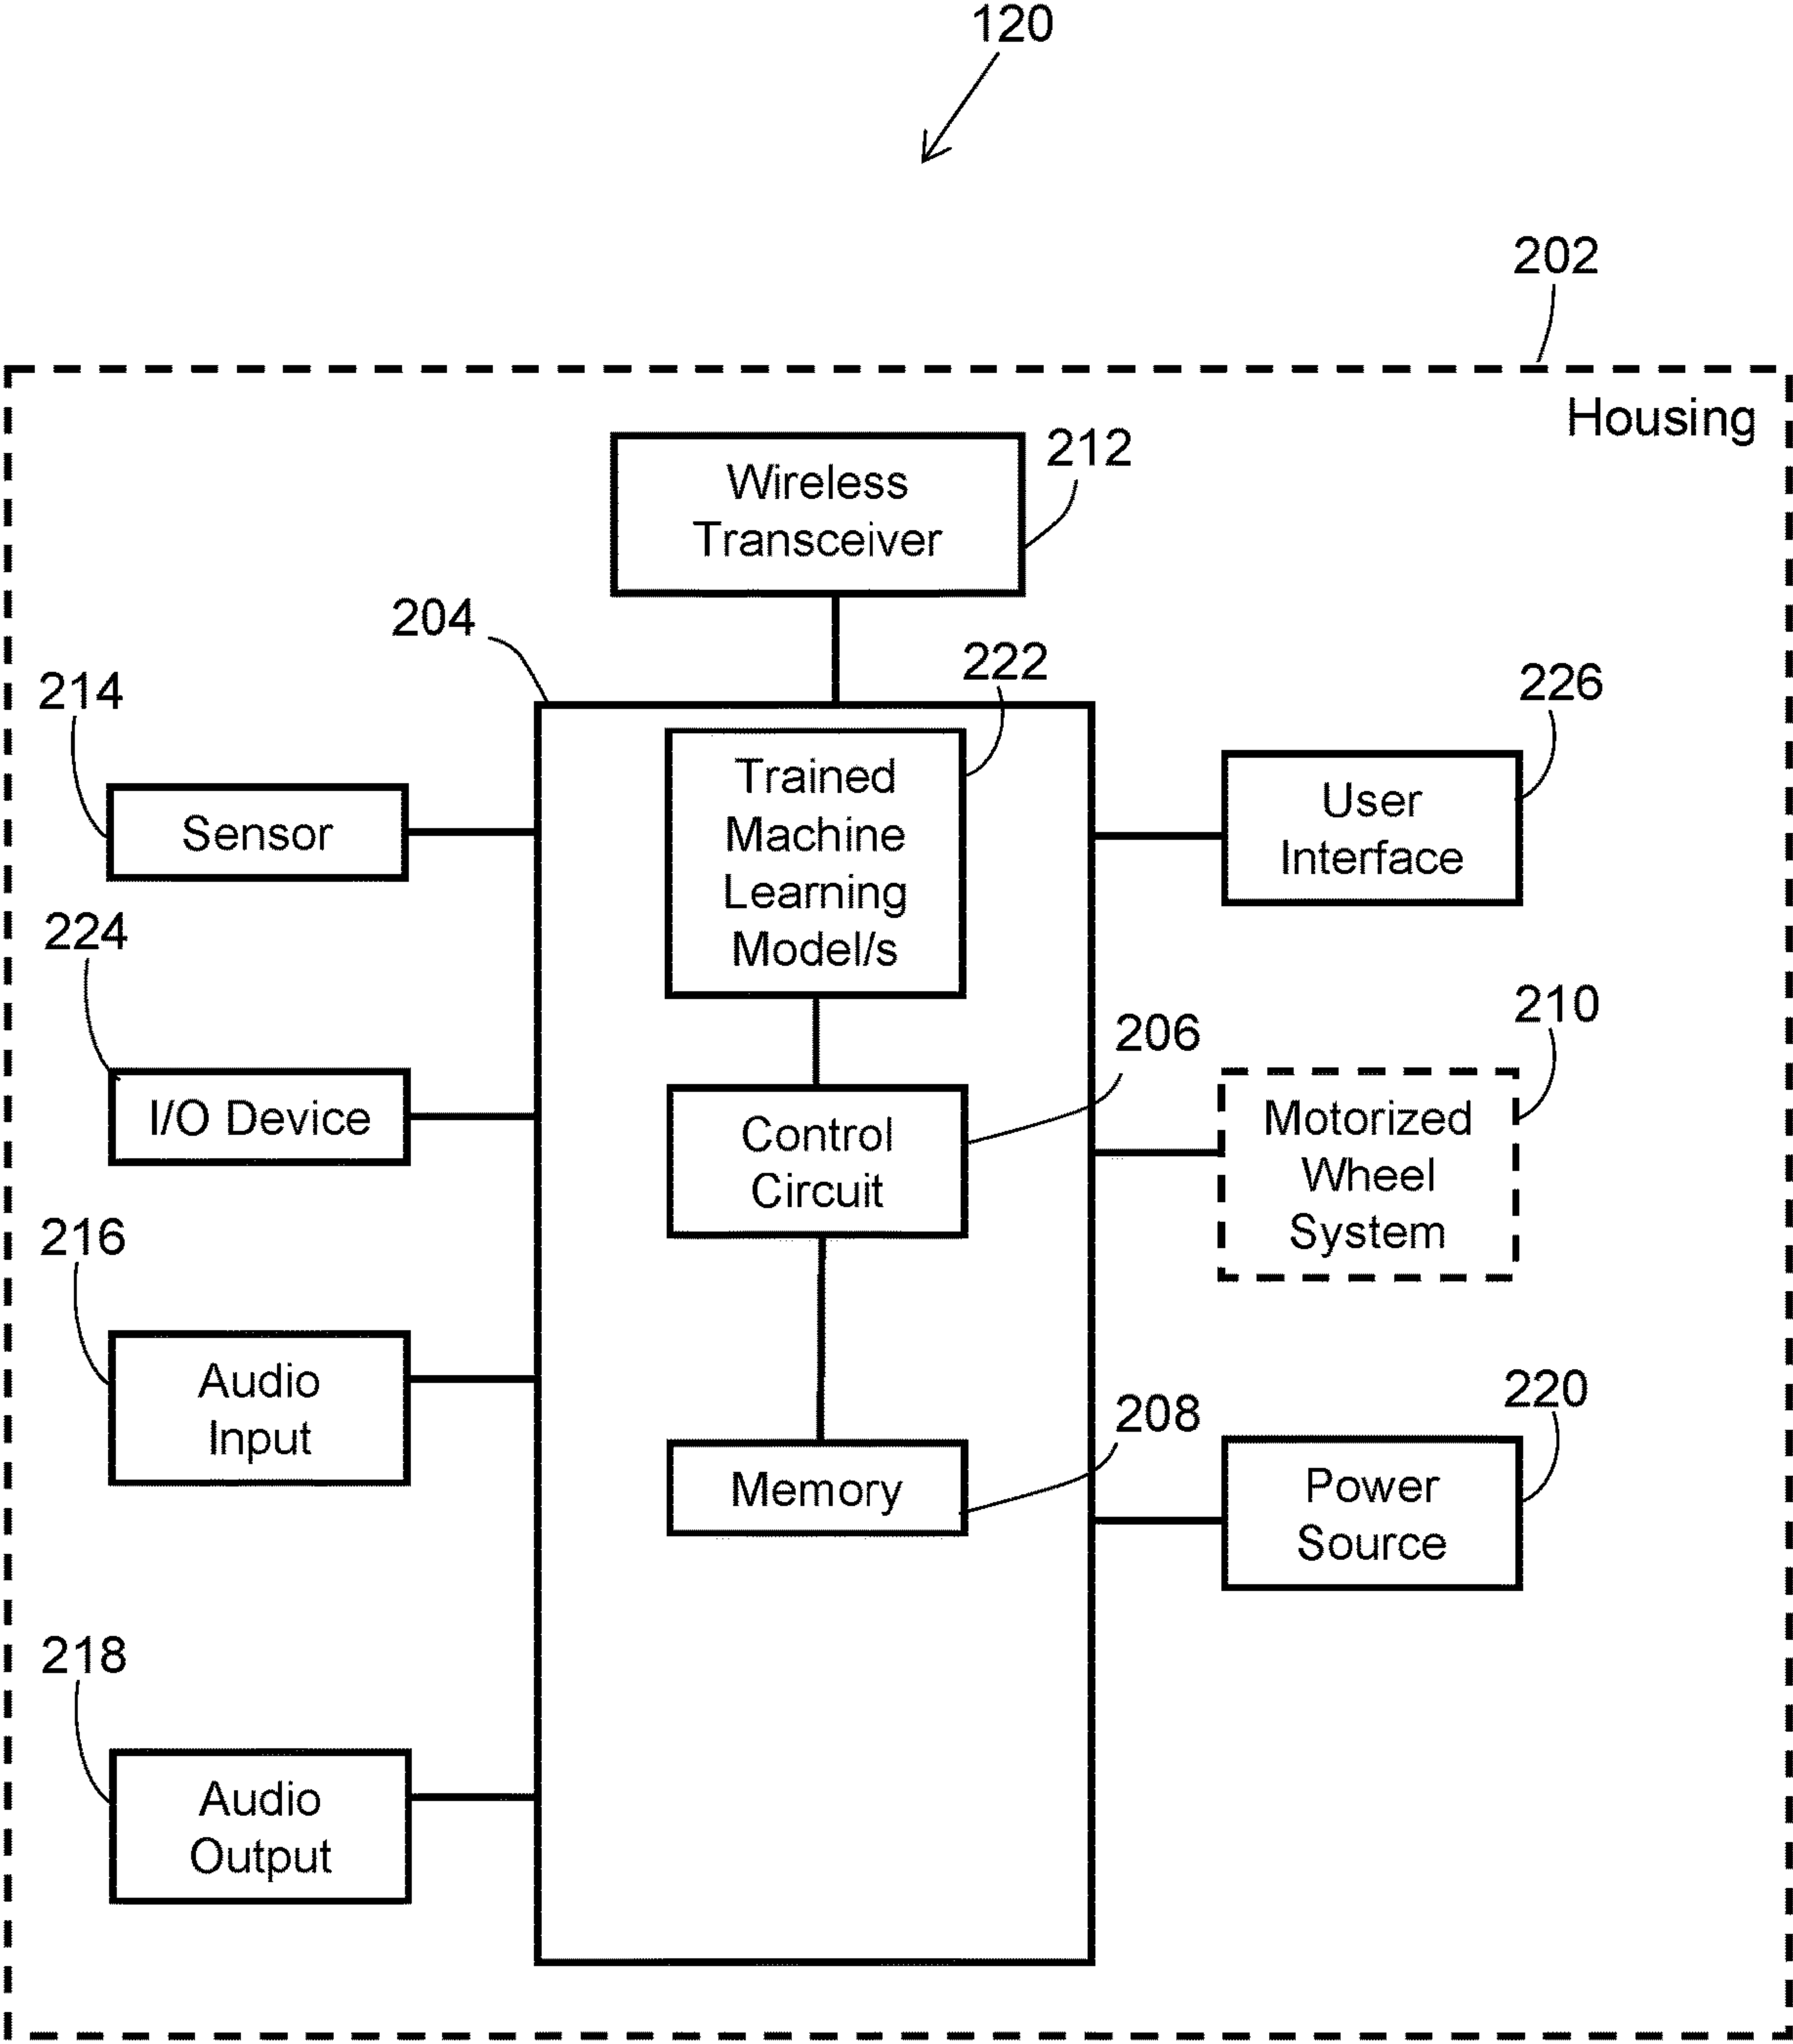 120
202
Housing
Wireless
Transceiver
212
204
222
214
226
Trained
Machine
Learning
Model/s
Sensor
User
Interface
224
210
206
I/O Device
Control
Circuit
Motorized
Wheel
System
216
Audio
Input
208
220
Memory
Power
Source
218
Audio
Output